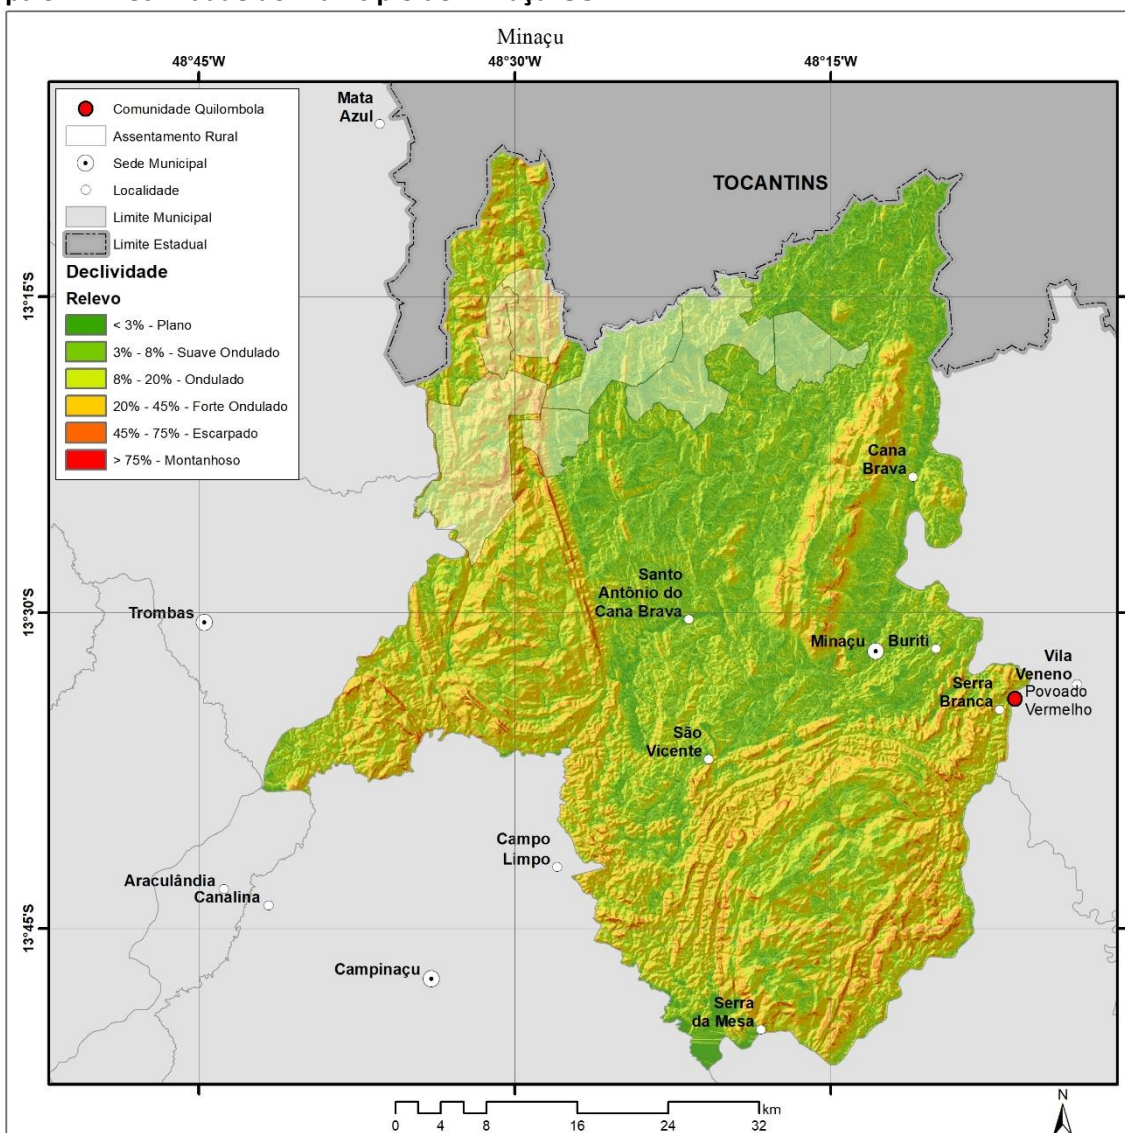 Minaçu
48°45'W
48°30'W
48°15'W
Comunidade Quilombola
Assentamento Rural
Sede Municipal
Localidade
Limite Municipal
Limite Estadual
Declividade
Relevo
< 3% - Plano
3% - 8% - Suave Ondulado
8% - 20% - Ondulado
20% - 45% - Forte Ondulado
45% - 75% - Escarpado
> 75% - Montanhoso
Mata
Azul
TOCANTINS
13°15'S
Cana
Brava
Santo
Antônio do
Cana Brava
13°30'S
Trombas
Minaçu
Buriti
Vila
Veneno
Serra
Branca
Povoado
Vermelho
São
Vicente
Campo
Limpo
Araculândia
Canalina
13°45'S
Campinaçu
Serra
da Mesa
0 4 8 16 24 32 km
N